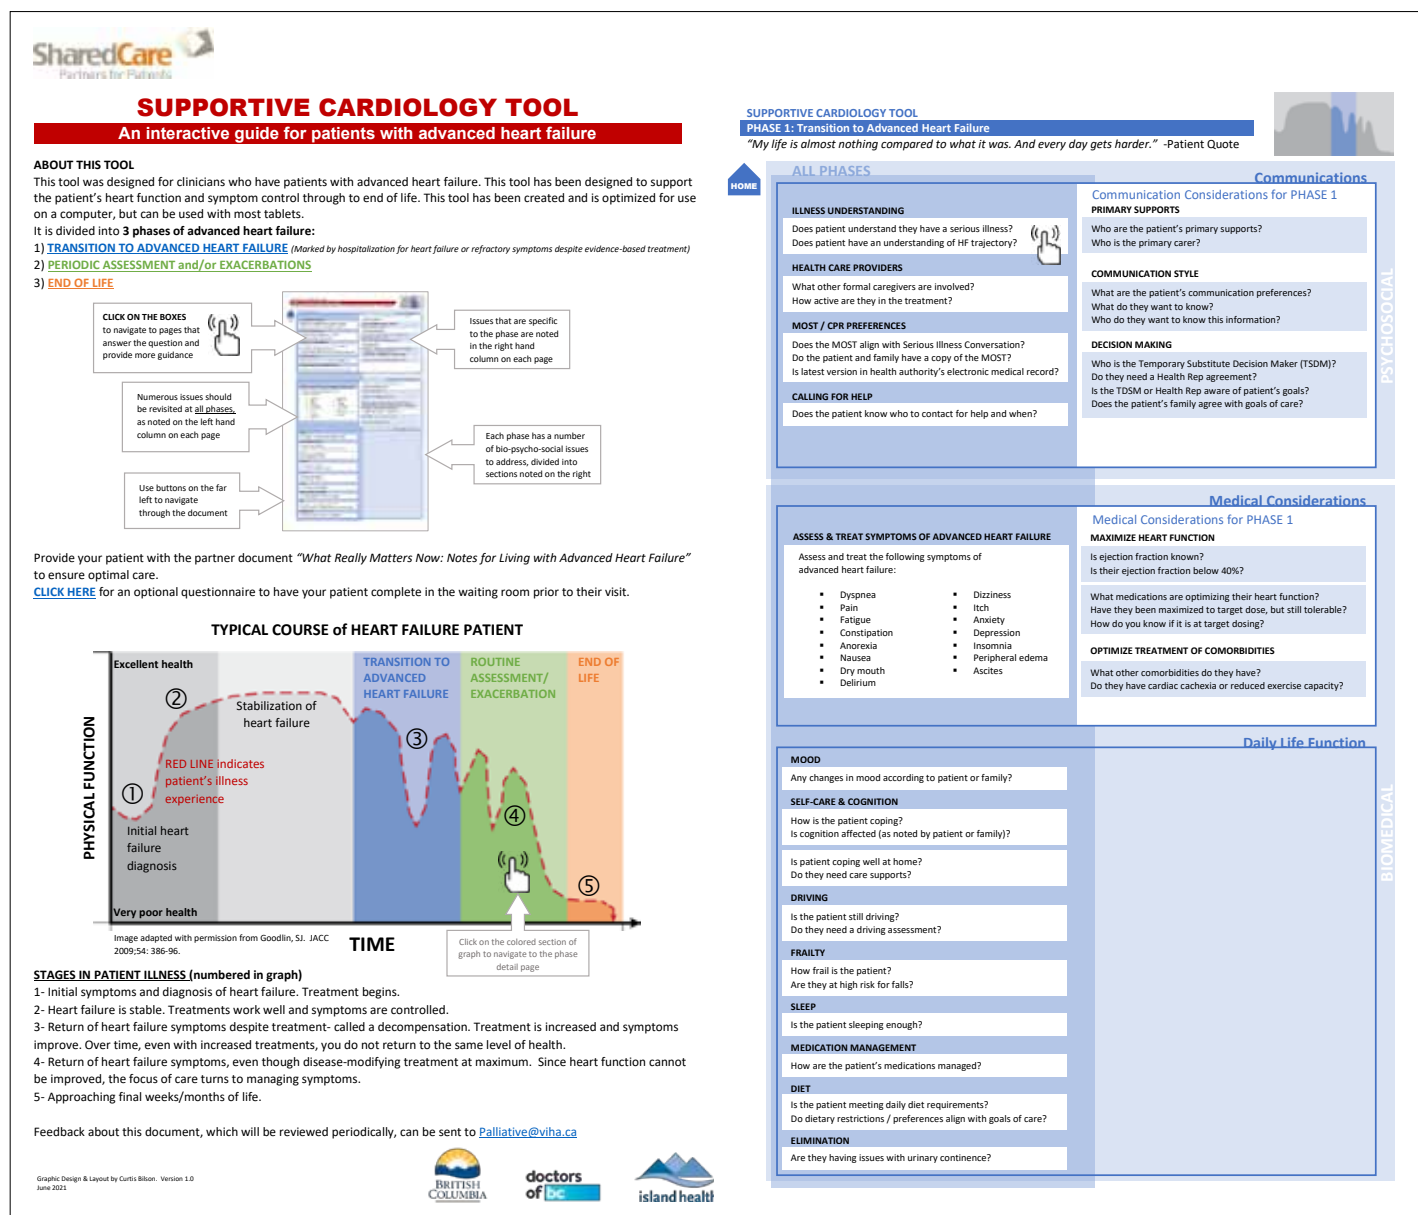 SharedCare
Partners for Patients
SUPPORTIVE CARDIOLOGY TOOL
An interactive guide for patients with advanced heart failure
ABOUT THIS TOOL
This tool was designed for clinicians who have patients with advanced heart failure. This tool has been designed to support
the patient's heart function and symptom control through to end of life. This tool has been created and is optimized for use
on a computer, but can be used with most tablets.
It is divided into 3 phases of advanced heart failure:
1) TRANSITION TO ADVANCED HEART FAILURE (Marked by hospitalization for heart failure or refractory symptoms despite evidence-based treatment)
2) PERIODIC ASSESSMENT and/or EXACERBATIONS
3) END OF LIFE
CLICK ON THE BOXES
to navigate to pages that
answer the question and
provide more guidance
Issues that are specific
to the phase are noted
in the right hand
column on each page
Numerous issues should
be revisited at all phases,
as noted on the left hand
column on each page
Each phase has a number
of bio-psycho-social issues
to address, divided into
sections noted on the right
Use buttons on the far
left to navigate
through the document
Provide your patient with the partner document "What Really Matters Now: Notes for Living with Advanced Heart Failure"
to ensure optimal care.
CLICK HERE for an optional questionnaire to have your patient complete in the waiting room prior to their visit.
TYPICAL COURSE of HEART FAILURE PATIENT
PHYSICAL FUNCTION
Excellent health
TRANSITION TO
ADVANCED
HEART FAILURE
ROUTINE
ASSESSMENT/
EXACERBATION
END OF
LIFE
②
Stabilization of
heart failure
③
RED LINE indicates
patient's illness
experience
①
④
Initial heart
failure
diagnosis
⑤
Very poor health
Image adapted with permission from Goodlin, SJ. JACC
2009;54: 386-96.
TIME
Click on the colored section of
graph to navigate to the phase
detail page
STAGES IN PATIENT ILLNESS (numbered in graph)
1- Initial symptoms and diagnosis of heart failure. Treatment begins.
2- Heart failure is stable. Treatments work well and symptoms are controlled.
3- Return of heart failure symptoms despite treatment- called a decompensation. Treatment is increased and symptoms
improve. Over time, even with increased treatments, you do not return to the same level of health.
4- Return of heart failure symptoms, even though disease-modifying treatment at maximum. Since heart function cannot
be improved, the focus of care turns to managing symptoms.
5- Approaching final weeks/months of life.
Feedback about this document, which will be reviewed periodically, can be sent to Palliative@viha.ca
Graphic Design & Layout by Curtis Bilson. Version 1.0
June 2021
BRITISH
COLUMBIA
doctors
of bc
island health
SUPPORTIVE CARDIOLOGY TOOL
PHASE 1: Transition to Advanced Heart Failure
"My life is almost nothing compared to what it was. And every day gets harder." -Patient Quote
HOME
ALL PHASES
Communications
ILLNESS UNDERSTANDING
Does patient understand they have a serious illness?
Does patient have an understanding of HF trajectory?
HEALTH CARE PROVIDERS
What other formal caregivers are involved?
How active are they in the treatment?
MOST / CPR PREFERENCES
Does the MOST align with Serious Illness Conversation?
Do the patient and family have a copy of the MOST?
Is latest version in health authority's electronic medical record?
CALLING FOR HELP
Does the patient know who to contact for help and when?
Communication Considerations for PHASE 1
PRIMARY SUPPORTS
Who are the patient's primary supports?
Who is the primary carer?
COMMUNICATION STYLE
What are the patient's communication preferences?
What do they want to know?
Who do they want to know this information?
DECISION MAKING
Who is the Temporary Substitute Decision Maker (TSDM)?
Do they need a Health Rep agreement?
Is the TDSM or Health Rep aware of patient's goals?
Does the patient's family agree with goals of care?
PSYCHOSOCIAL
Medical Considerations
ASSESS & TREAT SYMPTOMS OF ADVANCED HEART FAILURE
Assess and treat the following symptoms of
advanced heart failure:
▪ Dyspnea
▪ Pain
▪ Fatigue
▪ Constipation
▪ Anorexia
▪ Nausea
▪ Dry mouth
▪ Delirium
▪ Dizziness
▪ Itch
▪ Anxiety
▪ Depression
▪ Insomnia
▪ Peripheral edema
▪ Ascites
Medical Considerations for PHASE 1
MAXIMIZE HEART FUNCTION
Is ejection fraction known?
Is their ejection fraction below 40%?
What medications are optimizing their heart function?
Have they been maximized to target dose, but still tolerable?
How do you know if it is at target dosing?
OPTIMIZE TREATMENT OF COMORBIDITIES
What other comorbidities do they have?
Do they have cardiac cachexia or reduced exercise capacity?
Daily Life Function
MOOD
Any changes in mood according to patient or family?
SELF-CARE & COGNITION
How is the patient coping?
Is cognition affected (as noted by patient or family)?
Is patient coping well at home?
Do they need care supports?
DRIVING
Is the patient still driving?
Do they need a driving assessment?
FRAILTY
How frail is the patient?
Are they at high risk for falls?
SLEEP
Is the patient sleeping enough?
MEDICATION MANAGEMENT
How are the patient's medications managed?
DIET
Is the patient meeting daily diet requirements?
Do dietary restrictions / preferences align with goals of care?
ELIMINATION
Are they having issues with urinary continence?
BIOMEDICAL